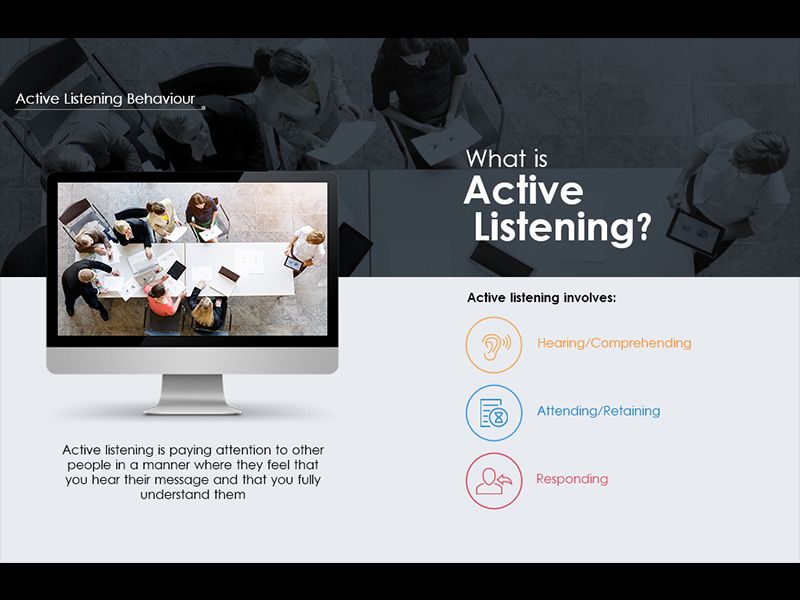 Active Listening Behaviour
What is
Active
Listening?
Active listening involves:
Hearing/Comprehending
Attending/Retaining
Responding
Active listening is paying attention to other
people in a manner where they feel that
you hear their message and that you fully
understand them